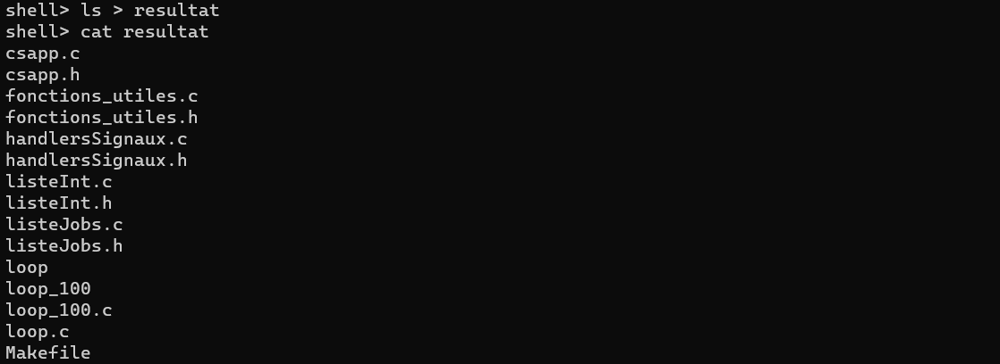 shell> ls > resultat
shell> cat resultat
csapp.c
csapp.h
fonctions_utiles.c
fonctions_utiles.h
handlersSignaux.c
handlersSignaux.h
listeInt.c
listeInt.h
listeJobs.c
listeJobs.h
loop
loop_100
loop_100.c
loop.c
Makefile